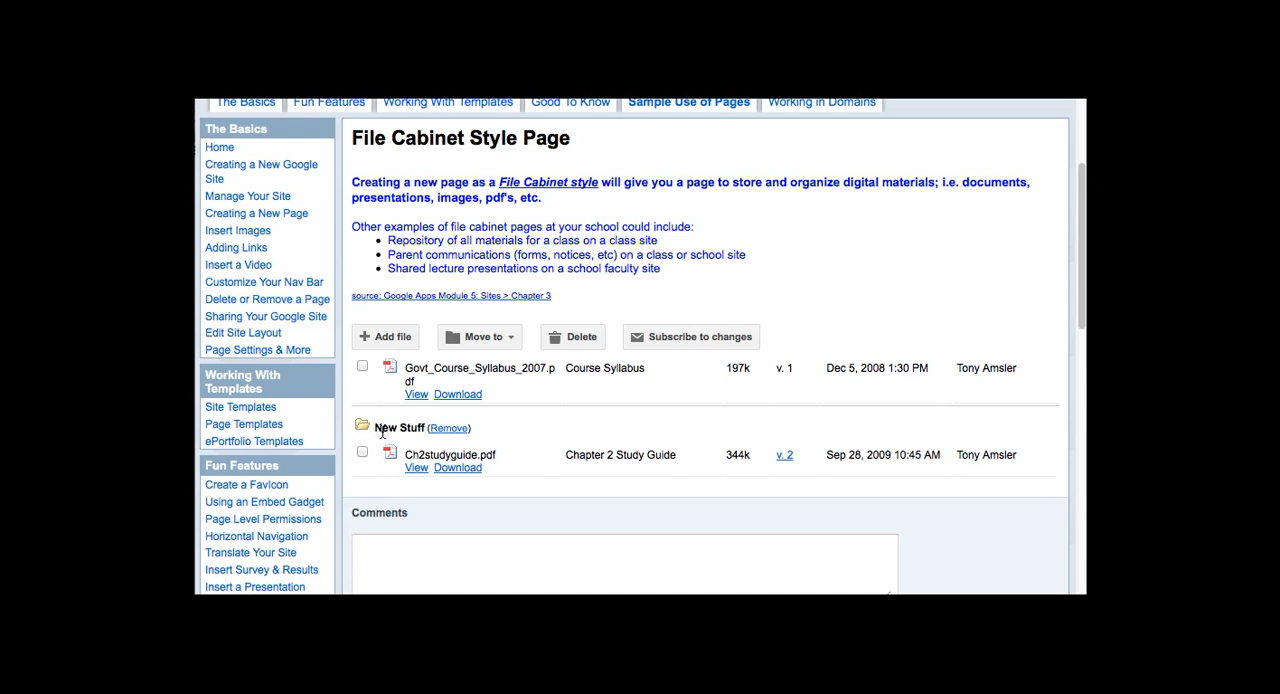 The Basics
Fun Features
Working With Templates
Good To Know
Sample Use of Pages
Working in Domains
The Basics
Home
Creating a New Google
Site
Manage Your Site
Creating a New Page
Insert Images
Adding Links
Insert a Video
Customize Your Nav Bar
Delete or Remove a Page
Sharing Your Google Site
Edit Site Layout
Page Settings & More
Working With
Templates
Site Templates
Page Templates
ePortfolio Templates
Fun Features
Create a FavIcon
Using an Embed Gadget
Page Level Permissions
Horizontal Navigation
Translate Your Site
Insert Survey & Results
Insert a Presentation
File Cabinet Style Page
Creating a new page as a File Cabinet style will give you a page to store and organize digital materials; i.e. documents,
presentations, images, pdf's, etc.
Other examples of file cabinet pages at your school could include:
• Repository of all materials for a class on a class site
• Parent communications (forms, notices, etc) on a class or school site
• Shared lecture presentations on a school faculty site
source: Google Apps Module 5: Sites > Chapter 3
+ Add file
Move to
Delete
Subscribe to changes
Govt_Course_Syllabus_2007.p Course Syllabus 197k v. 1 Dec 5, 2008 1:30 PM Tony Amsler
df
View Download
New Stuff (Remove)
Ch2studyguide.pdf Chapter 2 Study Guide 344k v. 2 Sep 28, 2009 10:45 AM Tony Amsler
View Download
Comments